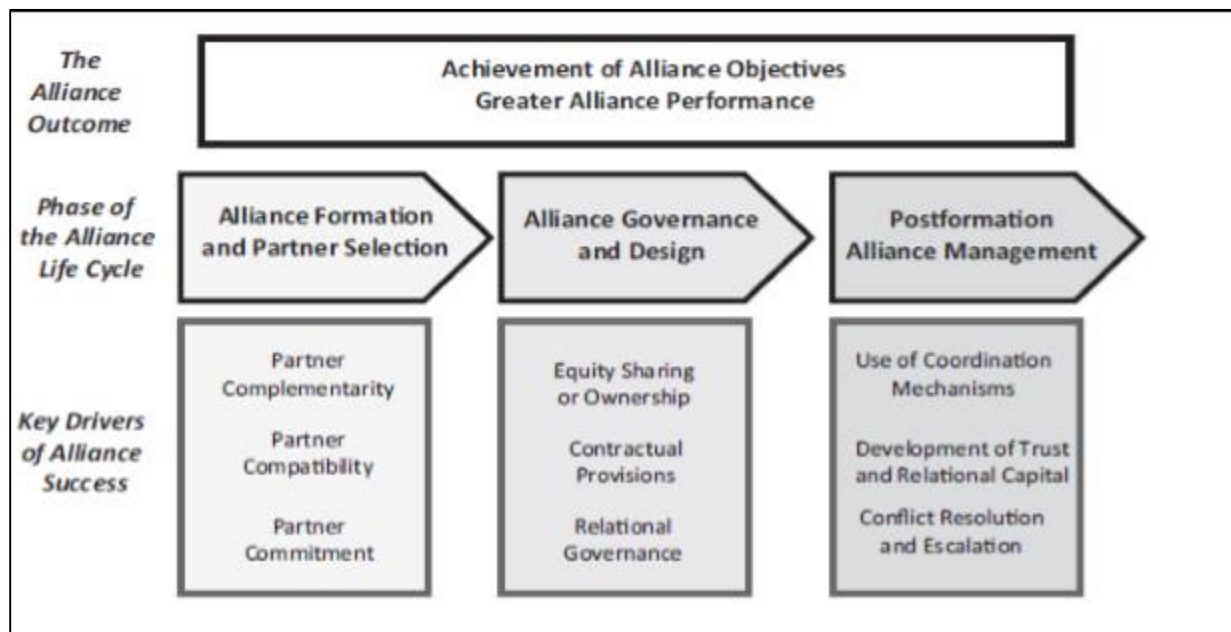 The
Alliance
Outcome
Achievement of Alliance Objectives
Greater Alliance Performance
Phase of
the Alliance
Life Cycle
Alliance Formation
and Partner Selection
Alliance Governance
and Design
Postformation
Alliance Management
Key Drivers
of Alliance
Success
Partner
Complementarity
Partner
Compatibility
Partner
Commitment
Equity Sharing
or Ownership
Contractual
Provisions
Relational
Governance
Use of Coordination
Mechanisms
Development of Trust
and Relational Capital
Conflict Resolution
and Escalation